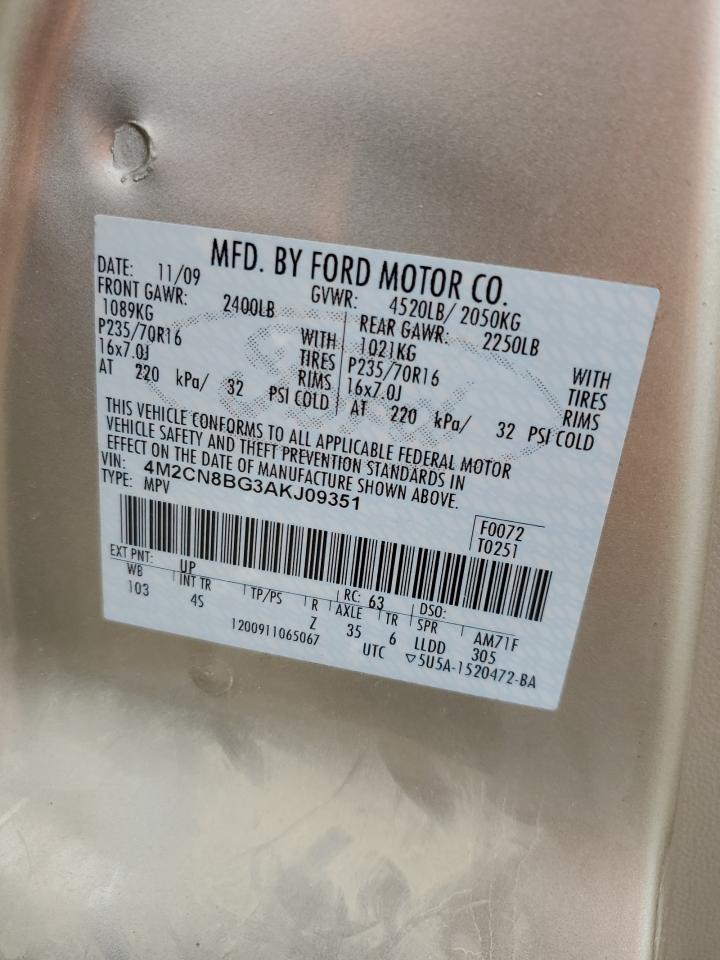 MFD. BY FORD MOTOR CO.
DATE: 11/09 GVWR: 4520LB/ 2050KG
FRONT GAWR: 2400LB REAR GAWR: 2250LB
1089KG WITH 1021KG WITH
P235/70R16 TIRES P235/70R16 TIRES
16x7.0J RIMS 16x7.0J RIMS
AT 220 kPa/ 32 PSI COLD AT 220 kPa/ 32 PSI COLD
THIS VEHICLE CONFORMS TO ALL APPLICABLE FEDERAL MOTOR
VEHICLE SAFETY AND THEFT PREVENTION STANDARDS IN
EFFECT ON THE DATE OF MANUFACTURE SHOWN ABOVE.
VIN: 4M2CN8BG3AKJ09351
TYPE: MPV
F0072
T0251
EXT PNT: UP RC: 63 DSO:
WB INT TR TP/PS R AXLE TR SPR AM71F
103 4S Z 35 6 LLDD 305
1200911065067 UTC ▽5U5A-1520472-BA
Ford